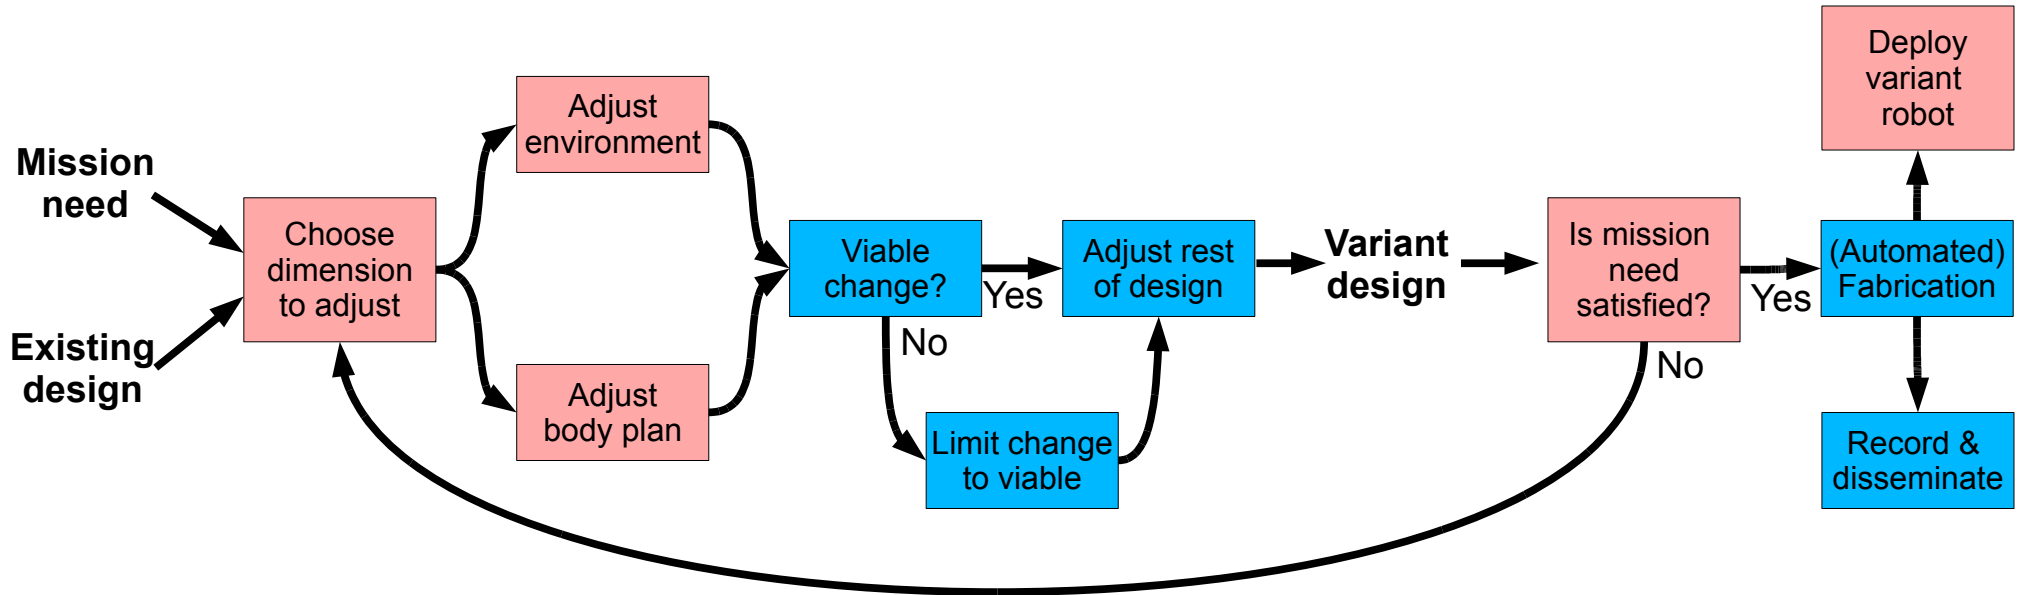 Mission
need
Existing
design
Choose
dimension
to adjust
Adjust
environment
Adjust
body plan
Viable
change?
Yes
No
Limit change
to viable
Adjust rest
of design
Variant
design
Is mission
need
satisfied?
Yes
No
(Automated)
Fabrication
Deploy
variant
robot
Record &
disseminate